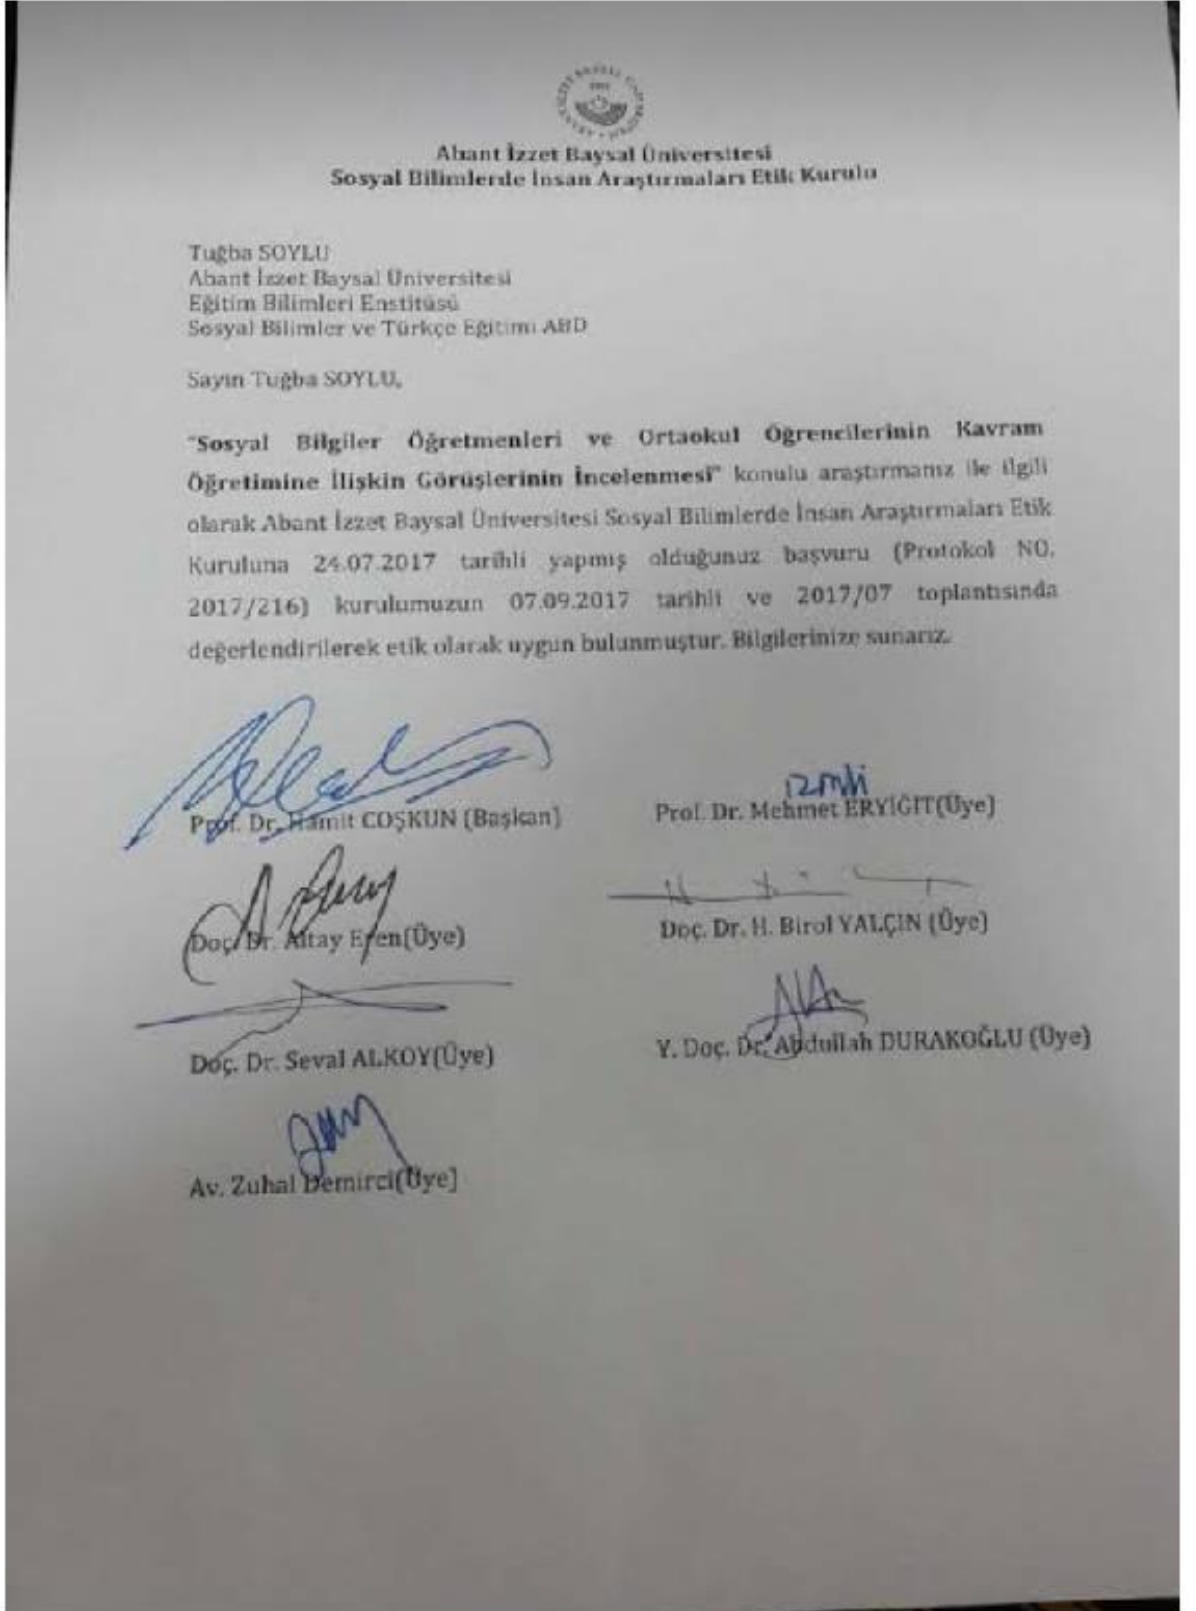 Abant İzzet Baysal Üniversitesi
Sosyal Bilimlerde İnsan Araştırmaları Etik Kurulu
Tuğba SOYLU
Abant İzzet Baysal Üniversitesi
Eğitim Bilimleri Enstitüsü
Sosyal Bilimler ve Türkçe Eğitimi ABD
Sayın Tuğba SOYLU,
"Sosyal Bilgiler Öğretmenleri ve Ortaokul Öğrencilerinin Kavram
Öğretimine İlişkin Görüşlerinin İncelenmesi" konulu araştırmanız ile ilgili
olarak Abant İzzet Baysal Üniversitesi Sosyal Bilimlerde İnsan Araştırmaları Etik
Kuruluna 24.07.2017 tarihli yapmış olduğunuz başvuru (Protokol NO.
2017/216) kurulumuzun 07.09.2017 tarihli ve 2017/07 toplantısında
değerlendirilerek etik olarak uygun bulunmuştur. Bilgilerinize sunarız.
izinli
Prof. Dr. Hamit COŞKUN (Başkan) Prof. Dr. Mehmet ERYİĞİT(Üye)
Doç. Dr. Altay Eren(Üye) Doç. Dr. H. Birol YALÇIN (Üye)
Doç. Dr. Seval ALKOY(Üye) Y. Doç. Dr. Abdullah DURAKOĞLU (Üye)
Av. Zuhal Demirci(Üye)